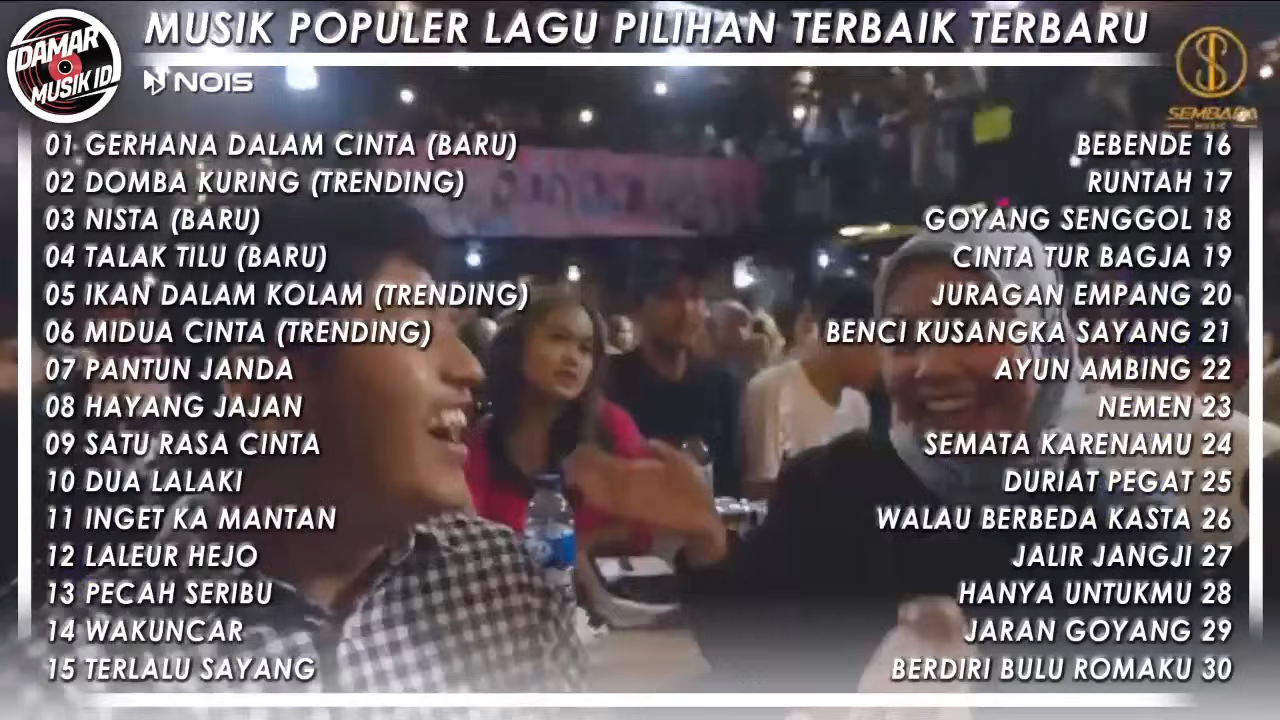 DAMAR
MUSIK ID
MUSIK POPULER LAGU PILIHAN TERBAIK TERBARU
NOIS
SEMBADA
MUSIC
01 GERHANA DALAM CINTA (BARU)
02 DOMBA KURING (TRENDING)
03 NISTA (BARU)
04 TALAK TILU (BARU)
05 IKAN DALAM KOLAM (TRENDING)
06 MIDUA CINTA (TRENDING)
07 PANTUN JANDA
08 HAYANG JAJAN
09 SATU RASA CINTA
10 DUA LALAKI
11 INGET KA MANTAN
12 LALEUR HEJO
13 PECAH SERIBU
14 WAKUNCAR
15 TERLALU SAYANG
BEBENDE 16
RUNTAH 17
GOYANG SENGGOL 18
CINTA TUR BAGJA 19
JURAGAN EMPANG 20
BENCI KUSANGKA SAYANG 21
AYUN AMBING 22
NEMEN 23
SEMATA KARENAMU 24
DURIAT PEGAT 25
WALAU BERBEDA KASTA 26
JALIR JANGJI 27
HANYA UNTUKMU 28
JARAN GOYANG 29
BERDIRI BULU ROMAKU 30